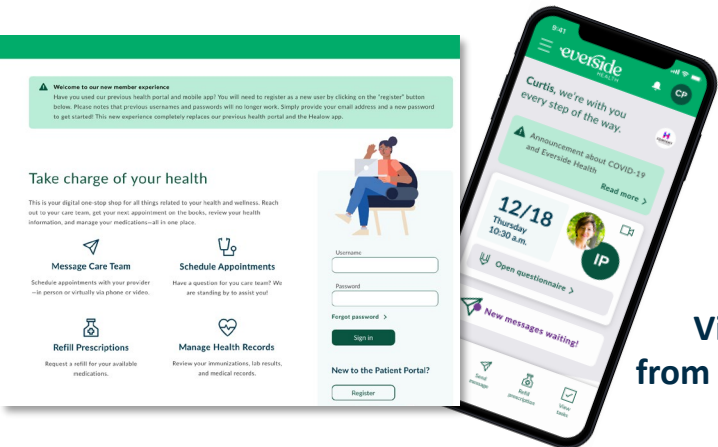 Welcome to our new member experience
Have you used our previous health portal and mobile app? You will need to register as a new user by clicking on the "register" button
below. Please notes that previous usernames and passwords will no longer work. Simply provide your email address and a new password
to get started! This new experience completely replaces our previous health portal and the Healow app.
Take charge of your health
This is your digital one-stop shop for all things related to your health and wellness. Reach
out to your care team, get your next appointment on the books, review your health
information, and manage your medications—all in one place.
Message Care Team
Schedule appointments with your provider
—in person or virtually via phone or video.
Schedule Appointments
Have a question for you care team? We
are standing by to assist you!
Refill Prescriptions
Request a refill for your available
medications.
Manage Health Records
Review your immunizations, lab results,
and medical records.
Username
Password
Forgot password >
Sign in
New to the Patient Portal?
Register
9:41
everside
HEALTH
CP
Curtis, we're with you
every step of the way.
Announcement about COVID-19
and Everside Health
Read more >
12/18
Thursday
10:30 a.m.
IP
Open questionnaire >
New messages waiting!
Send
message
Refill
prescription
View
tasks
Vi
from